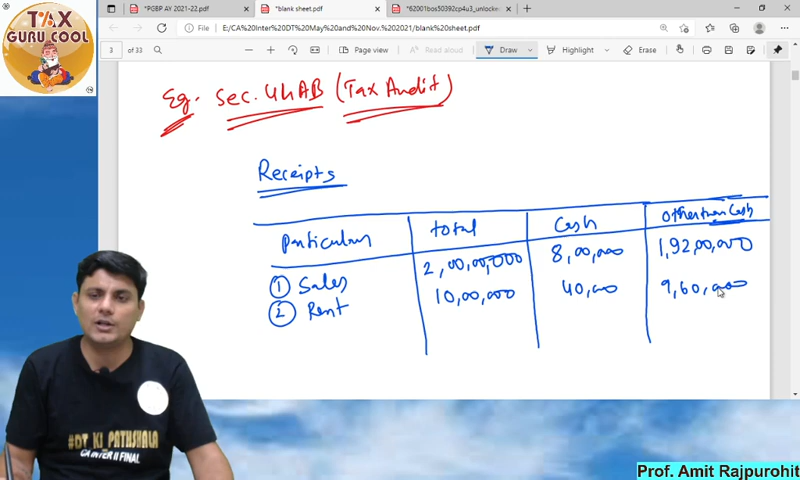 TAX
GURU COOL
*PGBP AY 2021-22.pdf
*blank sheet.pdf
*62001bos50392cp4u3_unlocke
E:/CA%20Inter%20DT%20May%20and%20Nov.%202021/blank%20sheet.pdf
3 of 33
Page view
Read aloud
Draw
Highlight
Erase
Eg. Sec. 44AB (Tax Audit)
Receipts
Particulars Total Cash Other than Cash
① Sales 2,00,00,000 8,00,000 1,92,00,000
② Rent 10,00,000 40,000 9,60,000
#DT KI PATHSHALA
CA INTER II FINAL
Prof. Amit Rajpurohit